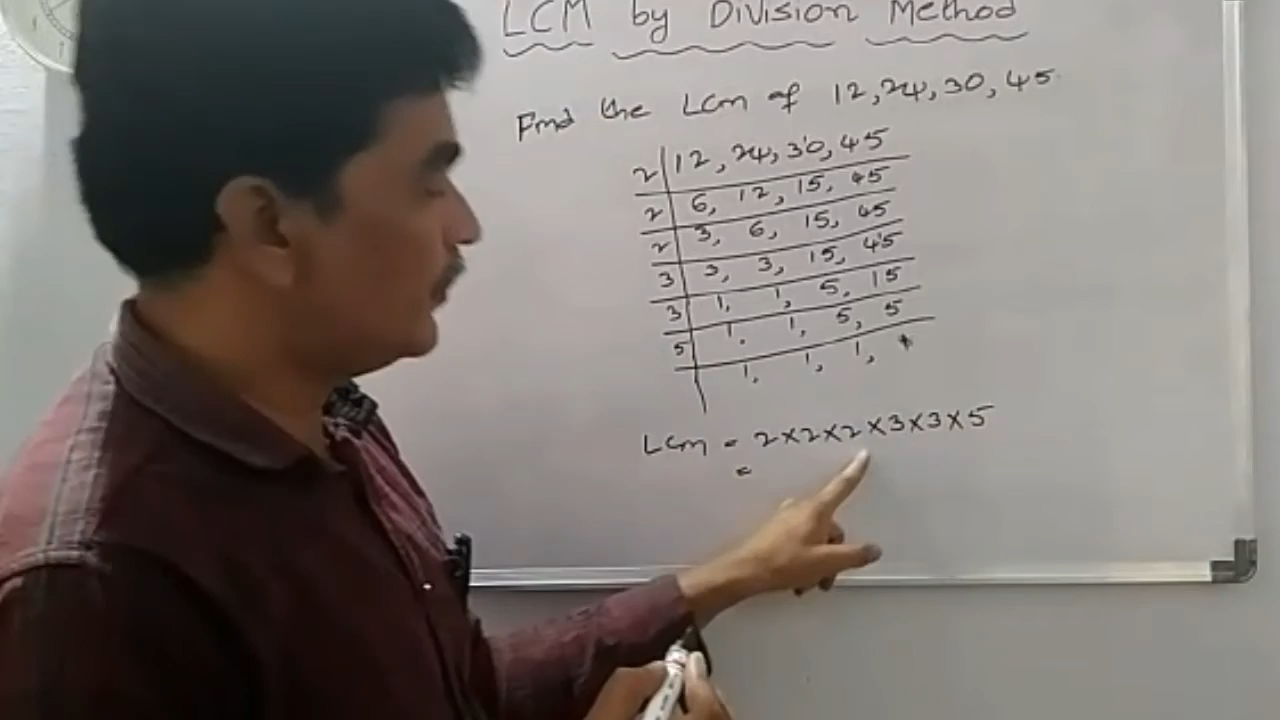 LCM by Division Method
Find the Lcm of 12, 24, 30, 45
2 | 12, 24, 30, 45
2 | 6, 12, 15, 45
2 | 3, 6, 15, 45
3 | 3, 3, 15, 45
3 | 1, 1, 5, 15
5 | 1, 1, 5, 5
1, 1, 1, 1
Lcm = 2×2×2×3×3×5
=